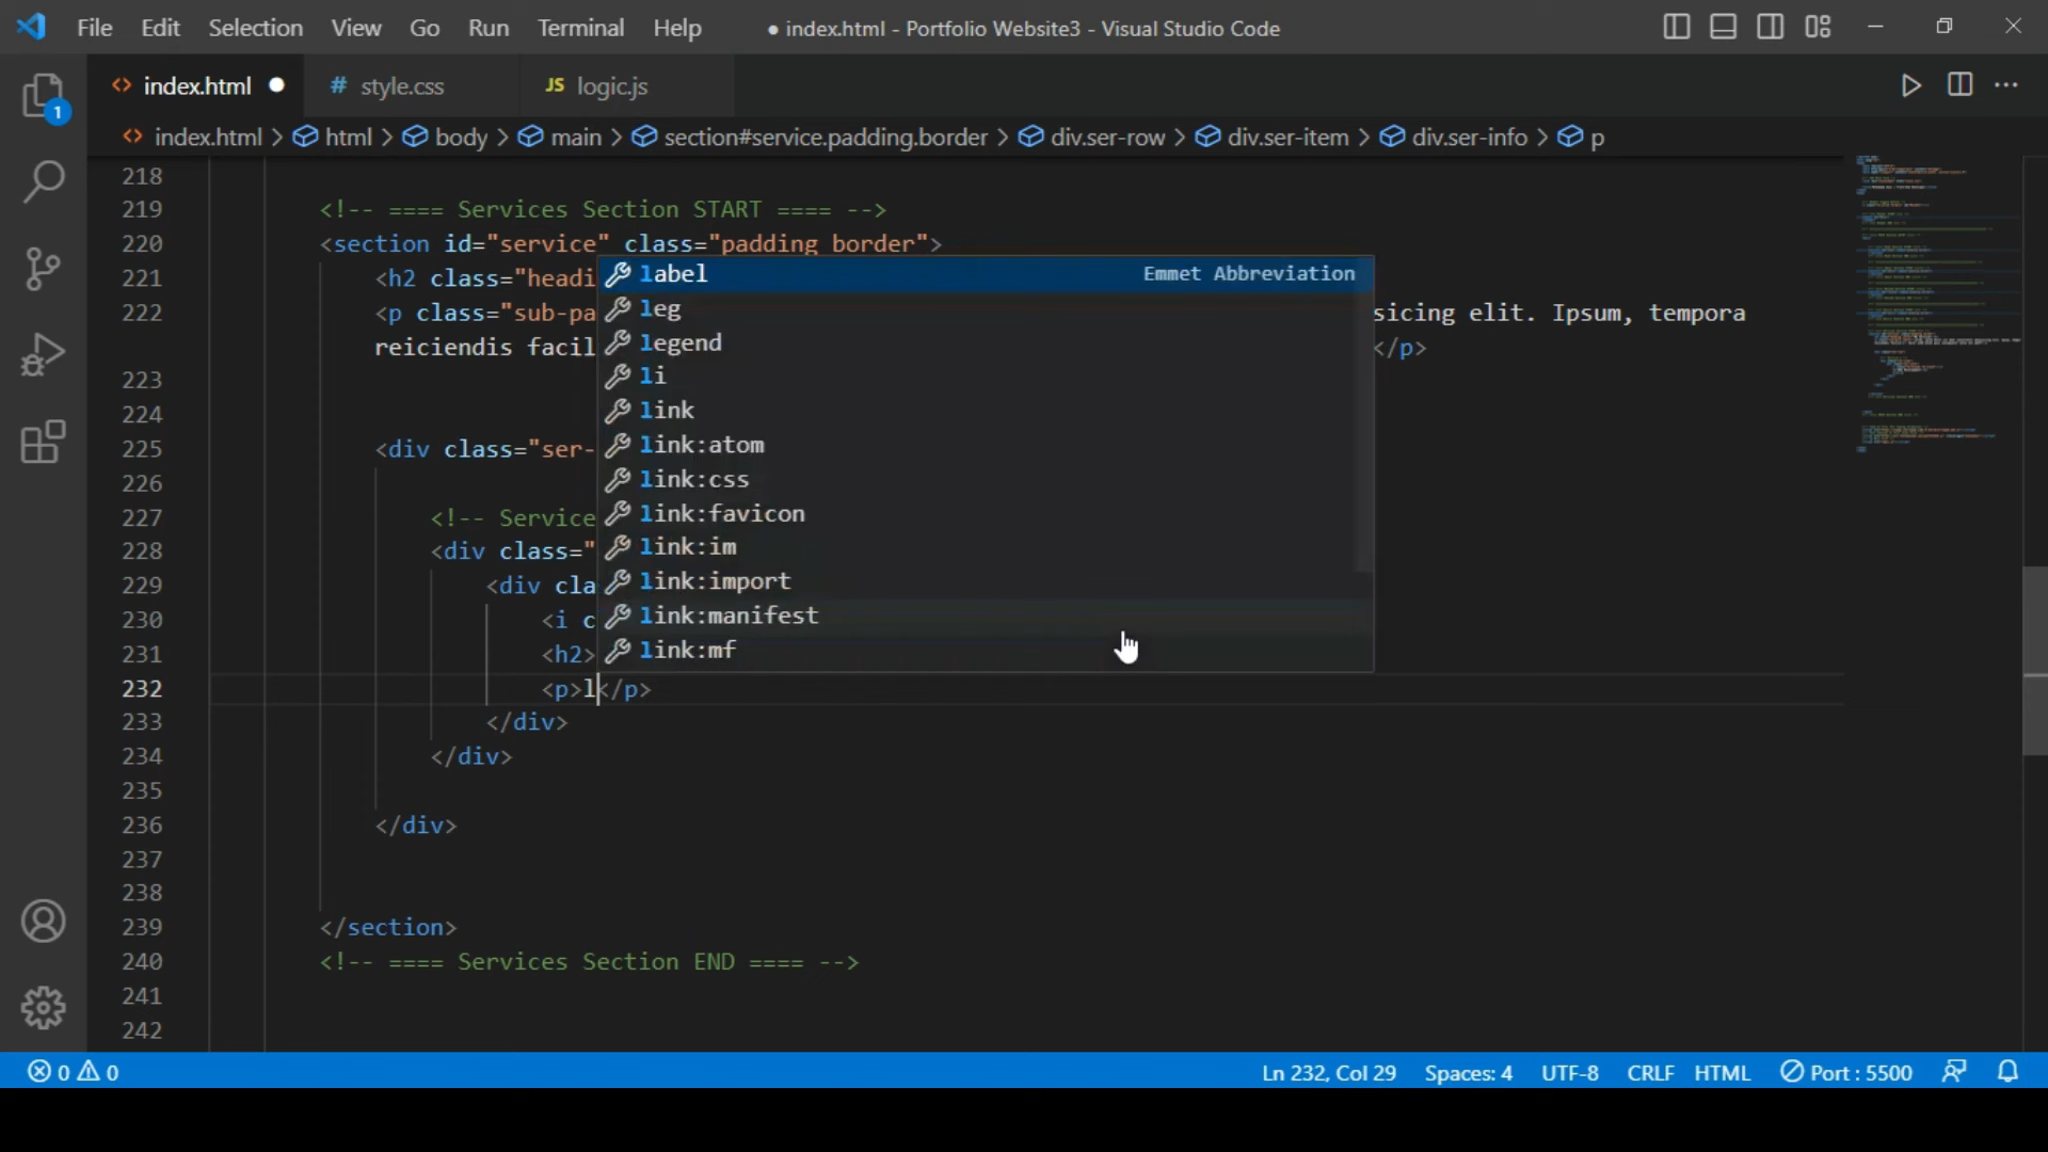 File Edit Selection View Go Run Terminal Help ● index.html - Portfolio Website3 - Visual Studio Code
<> index.html ● # style.css JS logic.js
1
<> index.html > html > body > main > section#service.padding.border > div.ser-row > div.ser-item > div.ser-info > p
218
219 <!-- ==== Services Section START ==== -->
220 <section id="service" class="padding border">
221 <h2 class="headi
222 <p class="sub-pa sicing elit. Ipsum, tempora
reiciendis facil </p>
223
224
225 <div class="ser-
226
227 <!-- Service
228 <div class="
229 <div cla
230 <i c
231 <h2>
232 <p>l</p>
233 </div>
234 </div>
235
236 </div>
237
238
239 </section>
240 <!-- ==== Services Section END ==== -->
241
242
label Emmet Abbreviation
leg
legend
li
link
link:atom
link:css
link:favicon
link:im
link:import
link:manifest
link:mf
0 0 Ln 232, Col 29 Spaces: 4 UTF-8 CRLF HTML Port : 5500